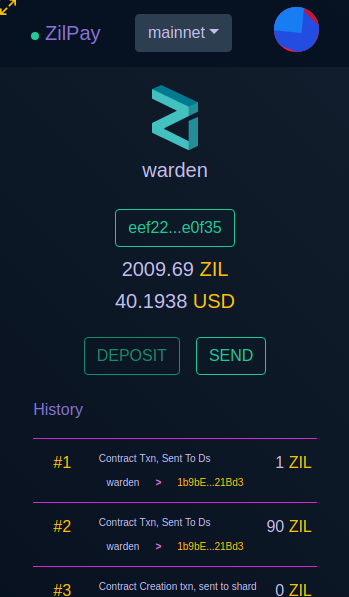 ZilPay mainnet
warden
eef22...e0f35
2009.69 ZIL
40.1938 USD
DEPOSIT SEND
History
#1 Contract Txn, Sent To Ds 1 ZIL
warden > 1b9bE...21Bd3
#2 Contract Txn, Sent To Ds 90 ZIL
warden > 1b9bE...21Bd3
#3 Contract Creation txn, sent to shard 0 ZIL